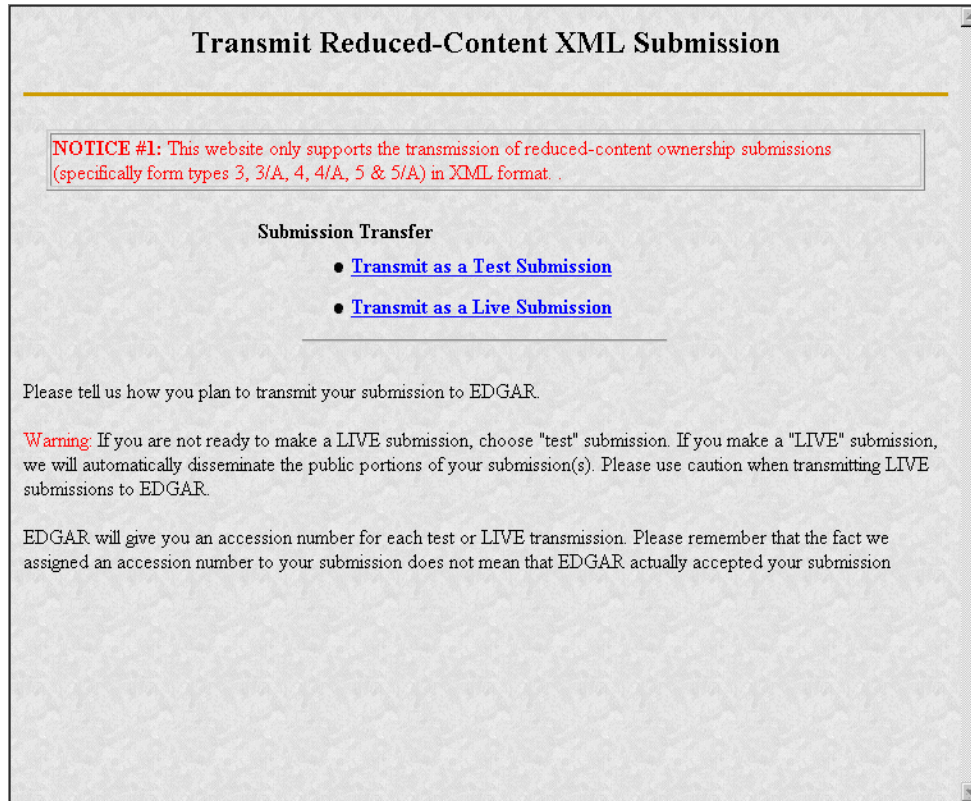 Transmit Reduced-Content XML Submission
NOTICE #1: This website only supports the transmission of reduced-content ownership submissions
(specifically form types 3, 3/A, 4, 4/A, 5 & 5/A) in XML format. .
Submission Transfer
● Transmit as a Test Submission
● Transmit as a Live Submission
Please tell us how you plan to transmit your submission to EDGAR.
Warning: If you are not ready to make a LIVE submission, choose "test" submission. If you make a "LIVE" submission,
we will automatically disseminate the public portions of your submission(s). Please use caution when transmitting LIVE
submissions to EDGAR.
EDGAR will give you an accession number for each test or LIVE transmission. Please remember that the fact we
assigned an accession number to your submission does not mean that EDGAR actually accepted your submission